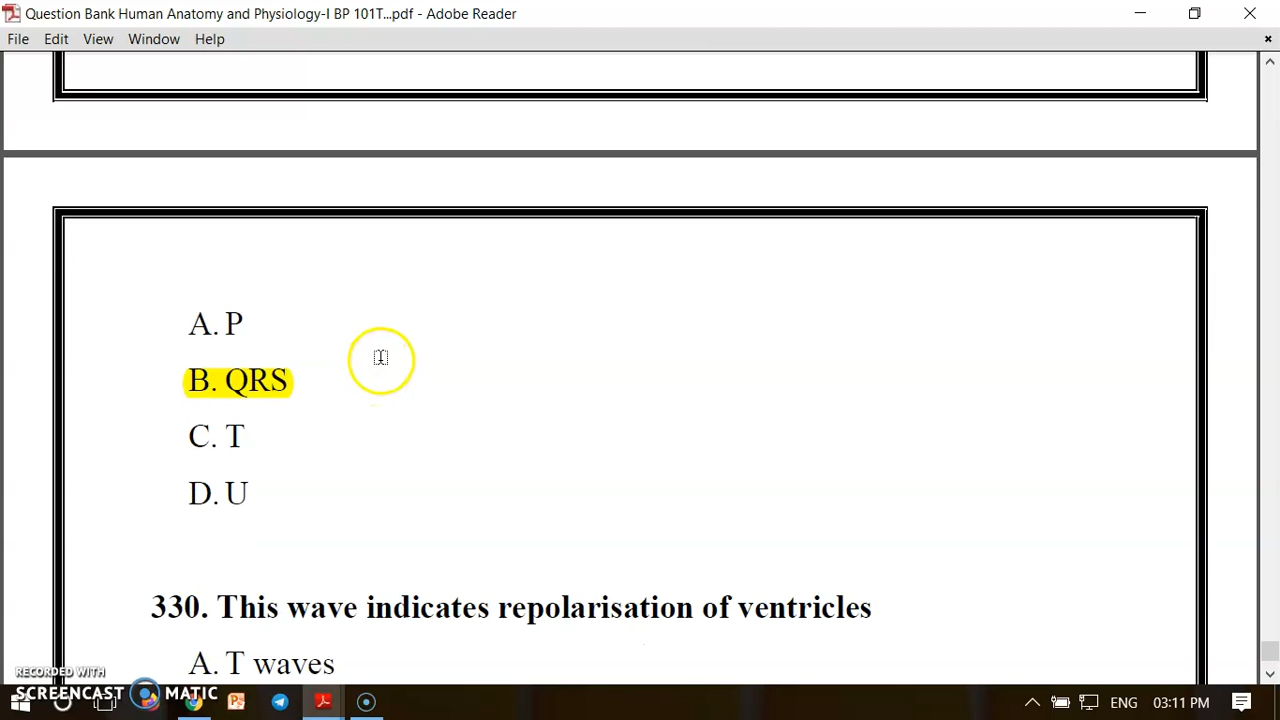 Question Bank Human Anatomy and Physiology-I BP 101T...pdf - Adobe Reader
File Edit View Window Help
A. P
B. QRS
C. T
D. U
330. This wave indicates repolarisation of ventricles
A. T waves
RECORDED WITH
SCREENCAST MATIC
ENG 03:11 PM